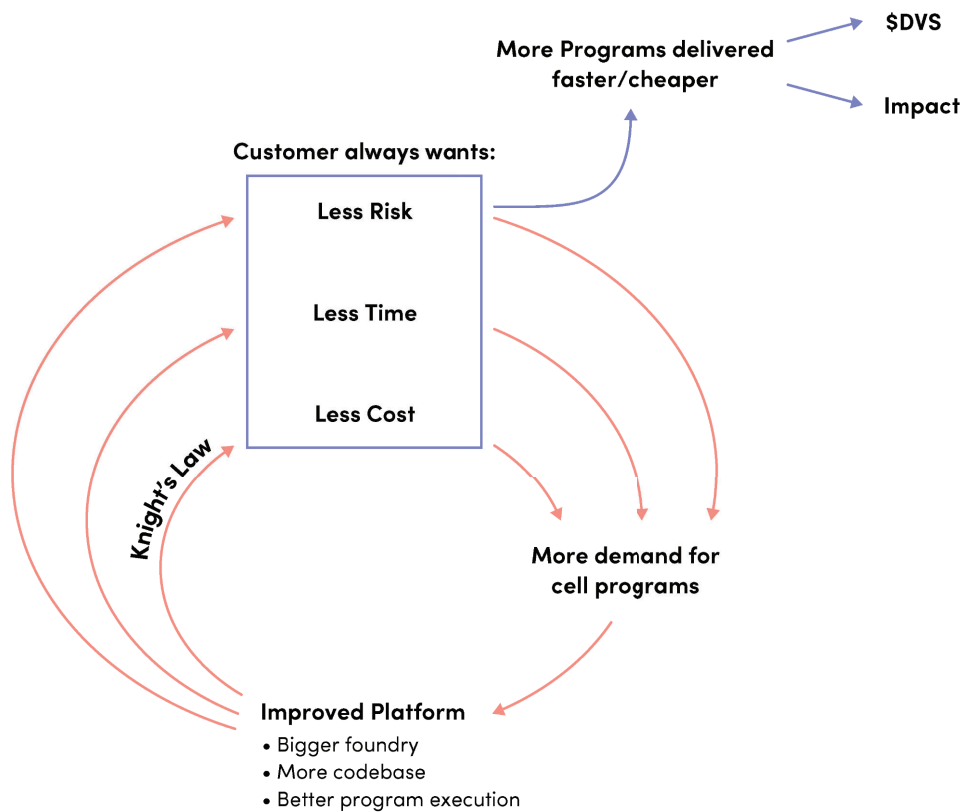 $DVS
More Programs delivered
faster/cheaper
Impact
Customer always wants:
Less Risk
Less Time
Less Cost
Knight's Law
More demand for
cell programs
Improved Platform
• Bigger foundry
• More codebase
• Better program execution